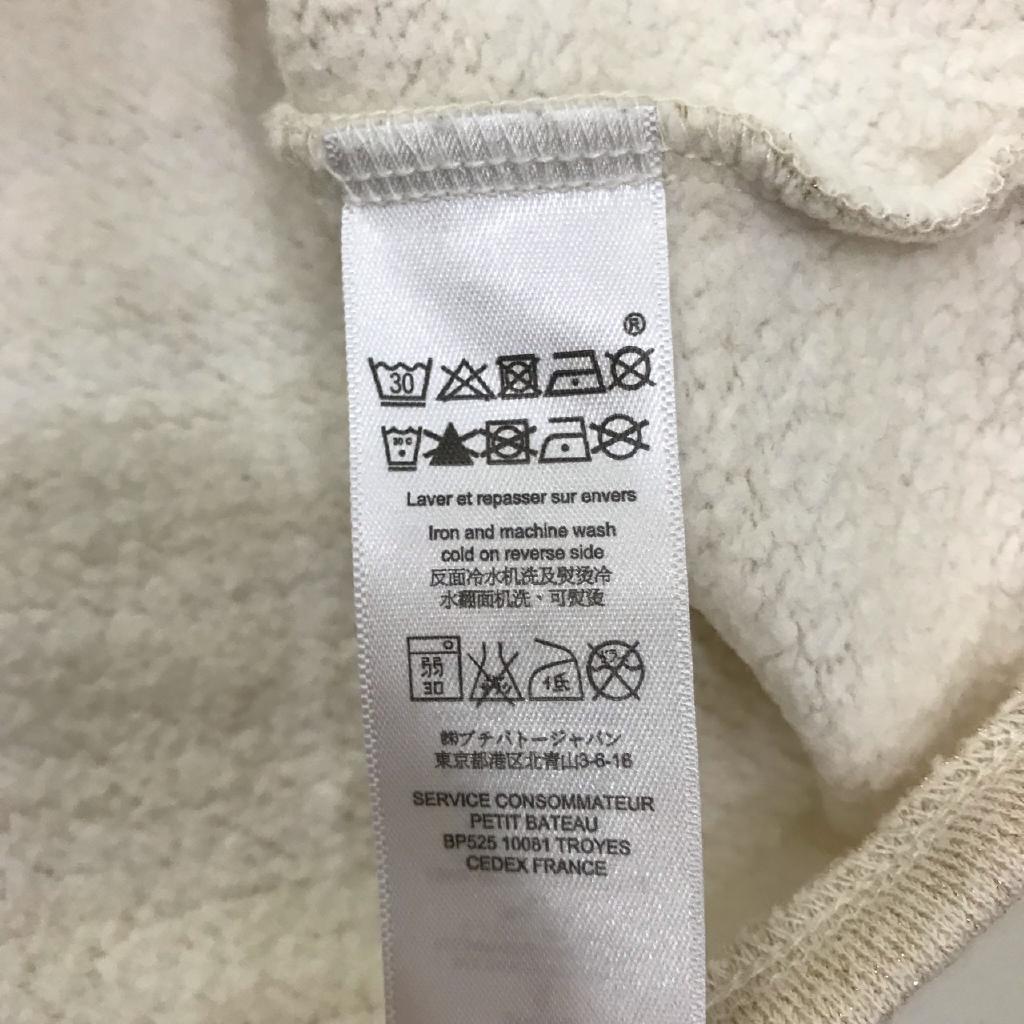 ®
30
30 C
Laver et repasser sur envers
Iron and machine wash
cold on reverse side
反面冷水机洗及熨烫冷
水翻面机洗、可熨烫
弱 低
30
㈱プチバトージャパン
東京都港区北青山3-6-16
SERVICE CONSOMMATEUR
PETIT BATEAU
BP525 10081 TROYES
CEDEX FRANCE